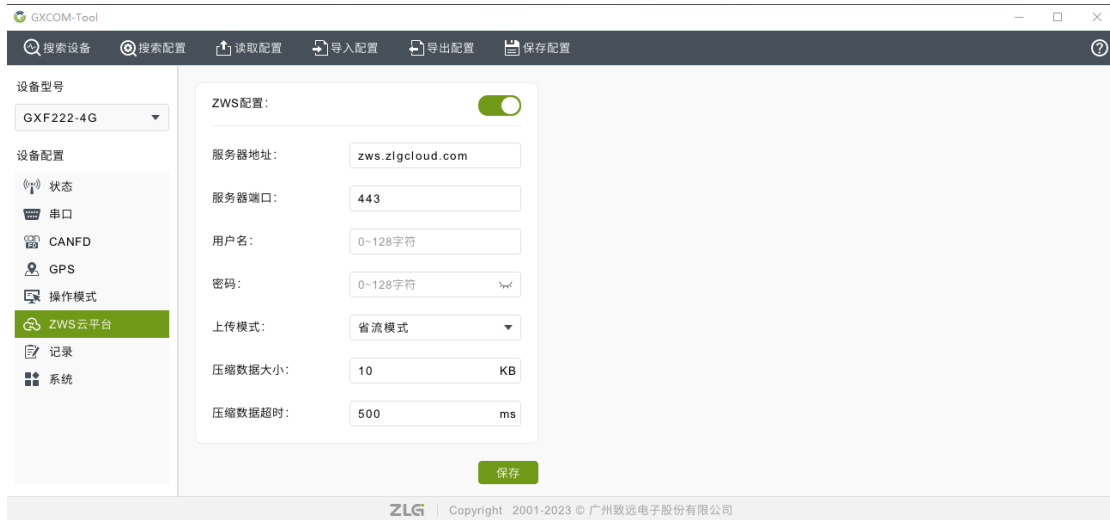 GXCOM-Tool
搜索设备 搜索配置 读取配置 导入配置 导出配置 保存配置
设备型号
GXF222-4G
设备配置
状态
串口
CANFD
GPS
操作模式
ZWS云平台
记录
系统
ZWS配置:
服务器地址: zws.zlgcloud.com
服务器端口: 443
用户名: 0~128字符
密码: 0~128字符
上传模式: 省流模式
压缩数据大小: 10 KB
压缩数据超时: 500 ms
保存
ZLG Copyright 2001-2023 © 广州致远电子股份有限公司